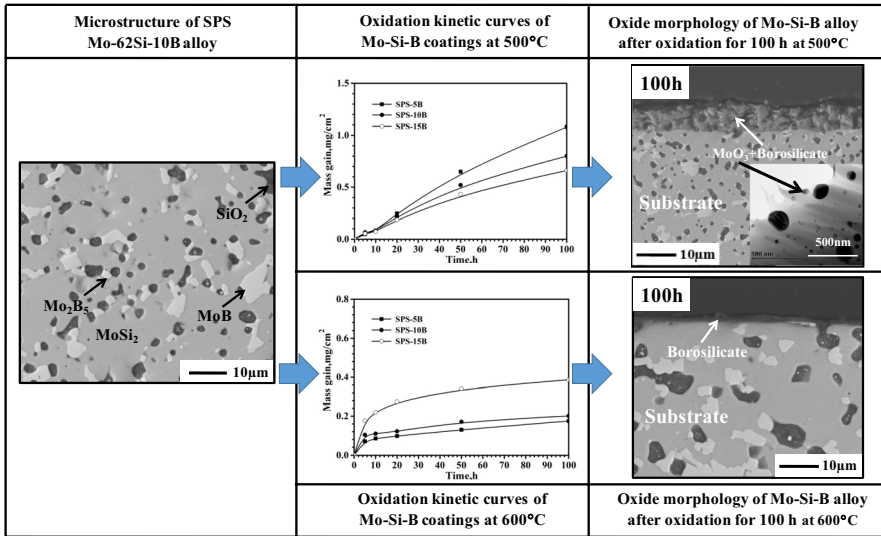 Microstructure of SPS
Mo-62Si-10B alloy
Oxidation kinetic curves of
Mo-Si-B coatings at 500°C
Oxide morphology of Mo-Si-B alloy
after oxidation for 100 h at 500°C
SiO₂
Mo₂B₅
MoB
MoSi₂
10μm
1.5
1.0
0.5
0.0
Mass gain,mg/cm²
SPS-5B
SPS-10B
SPS-15B
0 10 20 30 40 50 60 70 80 90 100
Time,h
100h
MoO₃+Borosilicate
Substrate
10μm
500nm
500 nm
0.8
0.6
0.4
0.2
0.0
Mass gain,mg/cm²
SPS-5B
SPS-10B
SPS-15B
0 10 20 30 40 50 60 70 80 90 100
Time,h
100h
Borosilicate
Substrate
10μm
Oxidation kinetic curves of
Mo-Si-B coatings at 600°C
Oxide morphology of Mo-Si-B alloy
after oxidation for 100 h at 600°C